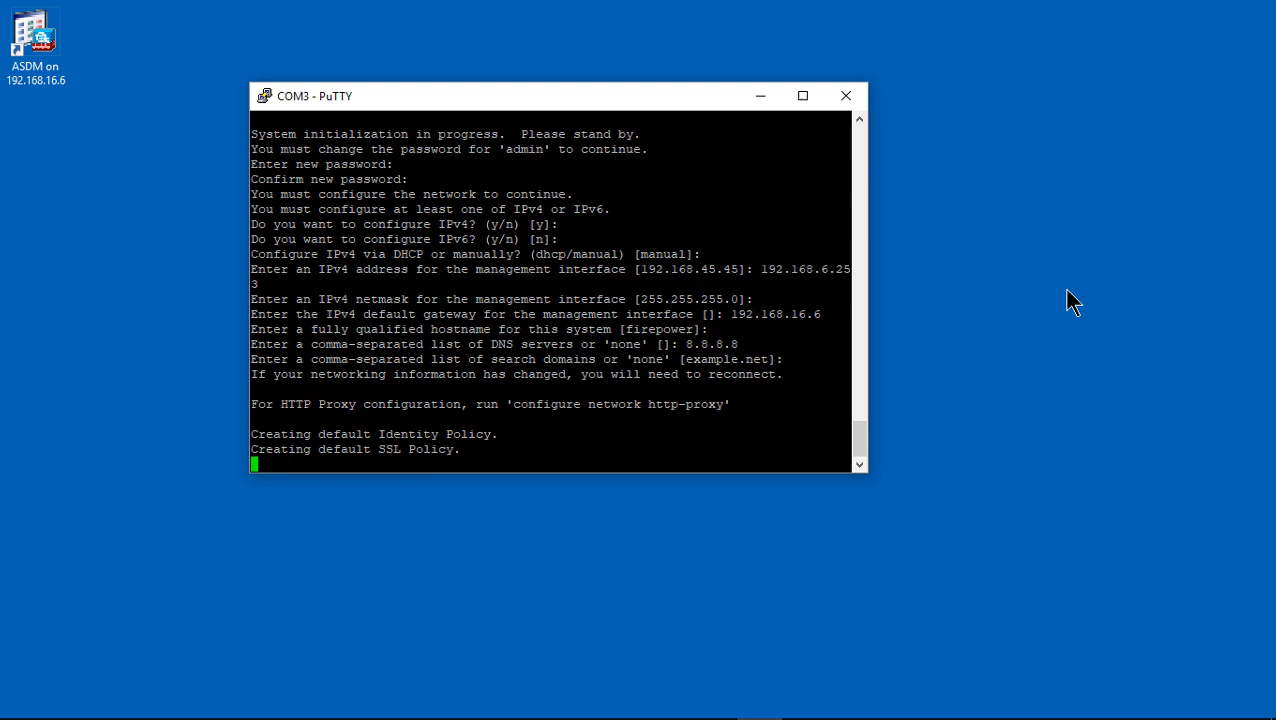 ASDM on
192.168.16.6
COM3 - PuTTY
System initialization in progress.  Please stand by.
You must change the password for 'admin' to continue.
Enter new password:
Confirm new password:
You must configure the network to continue.
You must configure at least one of IPv4 or IPv6.
Do you want to configure IPv4? (y/n) [y]:
Do you want to configure IPv6? (y/n) [n]:
Configure IPv4 via DHCP or manually? (dhcp/manual) [manual]:
Enter an IPv4 address for the management interface [192.168.45.45]: 192.168.6.25
3
Enter an IPv4 netmask for the management interface [255.255.255.0]:
Enter the IPv4 default gateway for the management interface []: 192.168.16.6
Enter a fully qualified hostname for this system [firepower]:
Enter a comma-separated list of DNS servers or 'none' []: 8.8.8.8
Enter a comma-separated list of search domains or 'none' [example.net]:
If your networking information has changed, you will need to reconnect.
For HTTP Proxy configuration, run 'configure network http-proxy'
Creating default Identity Policy.
Creating default SSL Policy.